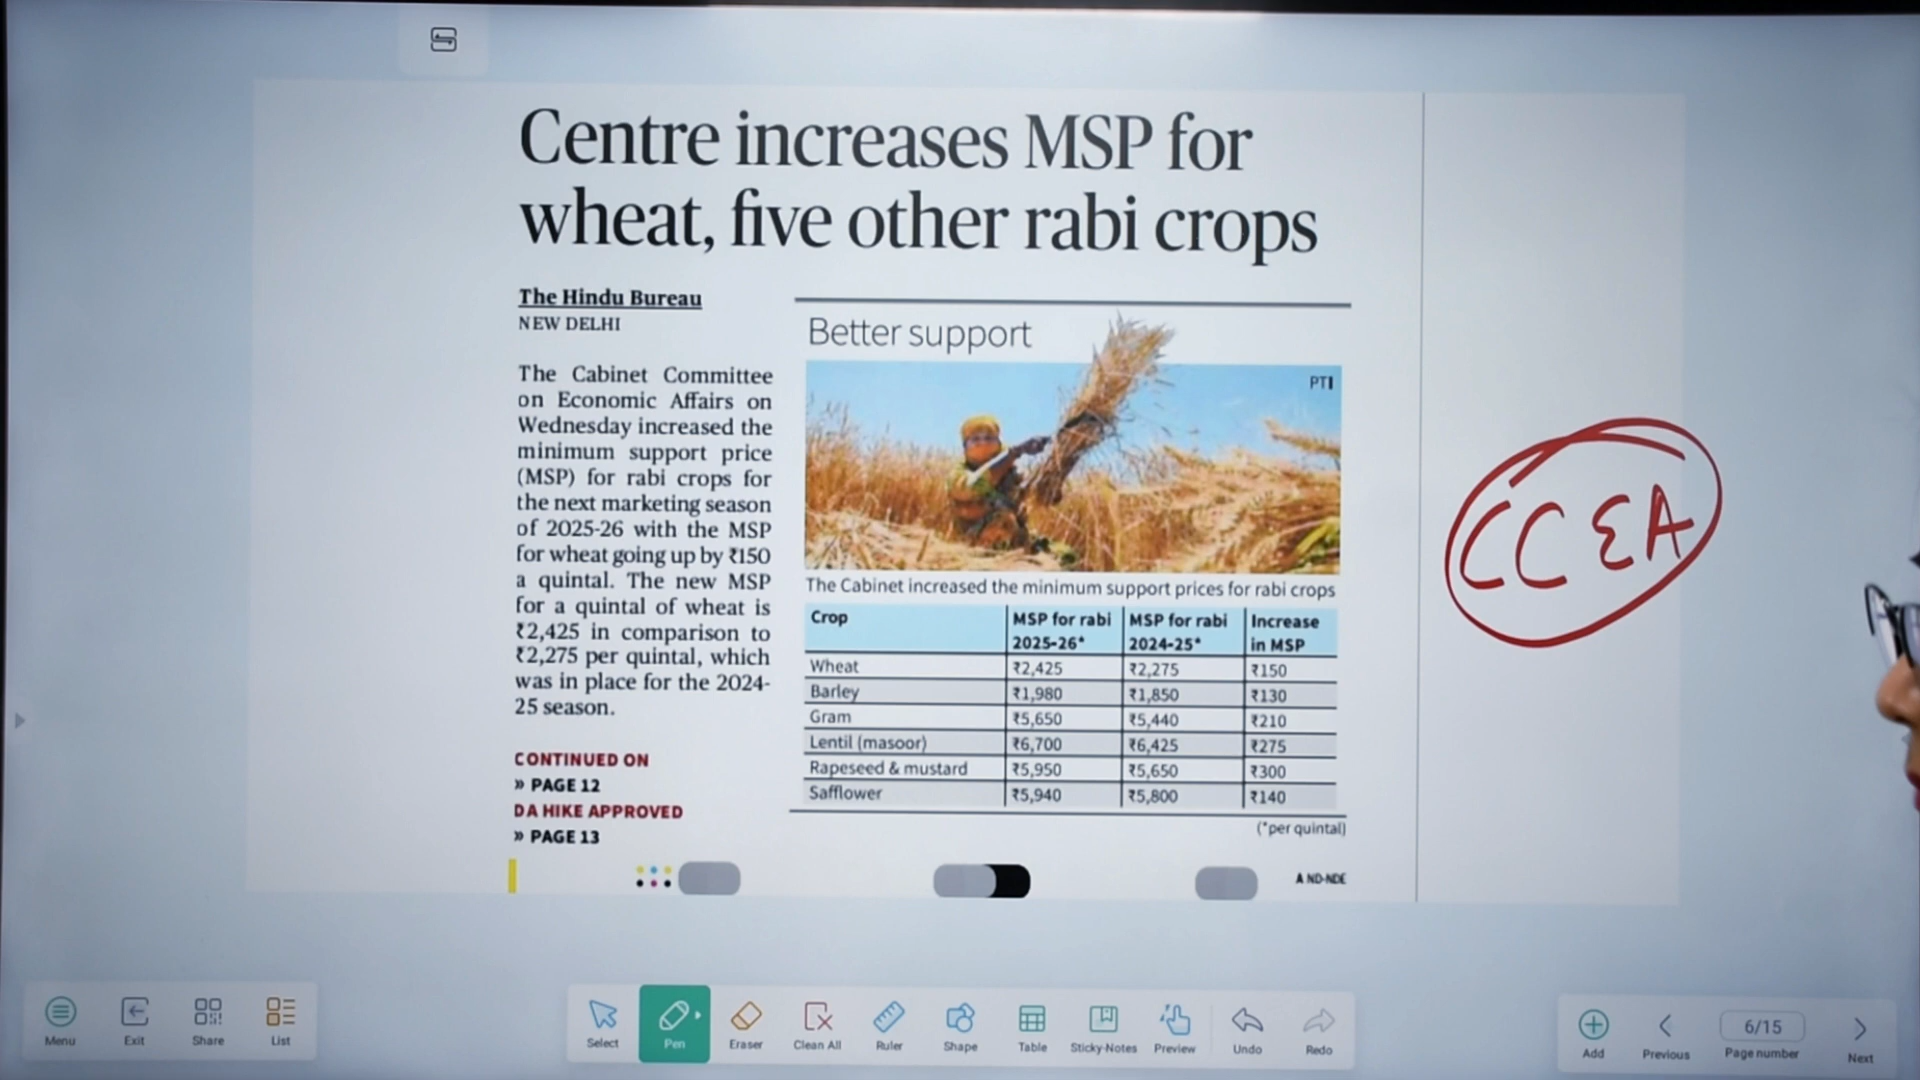 Centre increases MSP for
wheat, five other rabi crops
The Hindu Bureau
NEW DELHI
The Cabinet Committee
on Economic Affairs on
Wednesday increased the
minimum support price
(MSP) for rabi crops for
the next marketing season
of 2025-26 with the MSP
for wheat going up by ₹150
a quintal. The new MSP
for a quintal of wheat is
₹2,425 in comparison to
₹2,275 per quintal, which
was in place for the 2024-
25 season.
CONTINUED ON
» PAGE 12
DA HIKE APPROVED
» PAGE 13
Better support
PTI
The Cabinet increased the minimum support prices for rabi crops
Crop MSP for rabi 2025-26* MSP for rabi 2024-25* Increase in MSP
Wheat ₹2,425 ₹2,275 ₹150
Barley ₹1,980 ₹1,850 ₹130
Gram ₹5,650 ₹5,440 ₹210
Lentil (masoor) ₹6,700 ₹6,425 ₹275
Rapeseed & mustard ₹5,950 ₹5,650 ₹300
Safflower ₹5,940 ₹5,800 ₹140
(*per quintal)
A ND-NDE
CCEA
Menu Exit Share List
Select Pen Eraser Clean All Ruler Shape Table Sticky-Notes Preview Undo Redo
Add Previous 6/15 Page number Next